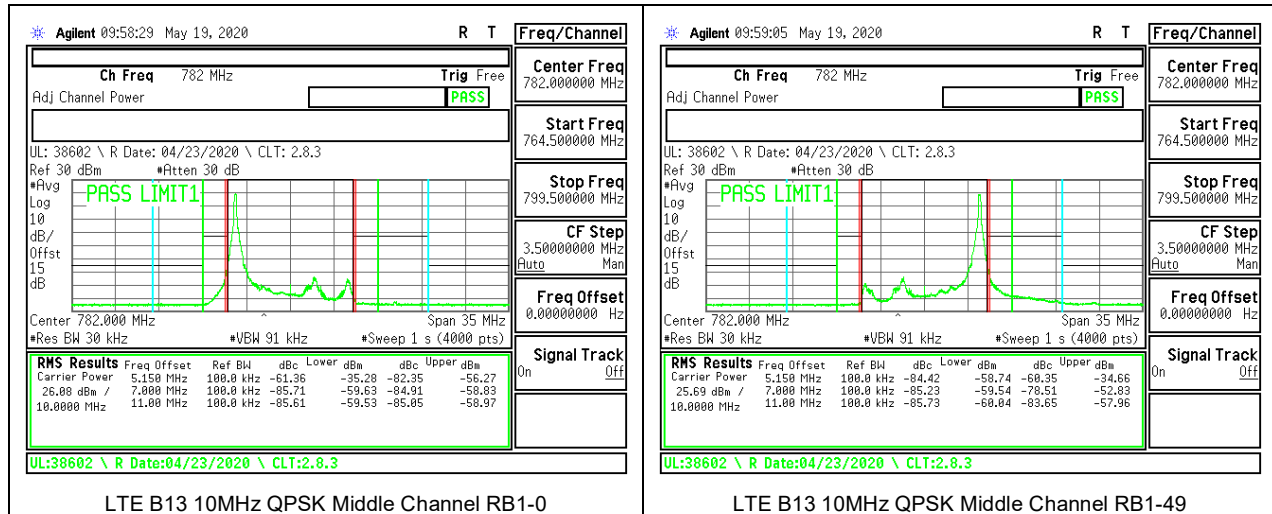 Agilent 09:58:29 May 19, 2020 R T
Freq/Channel
Ch Freq 782 MHz Trig Free
Adj Channel Power PASS
UL: 38602 \ R Date: 04/23/2020 \ CLT: 2.8.3
Ref 30 dBm #Atten 30 dB
#Avg
Log
10
dB/
Offst
15
dB
PASS LIMIT1
Center 782.000 MHz Span 35 MHz
#Res BW 30 kHz #VBW 91 kHz #Sweep 1 s (4000 pts)
RMS Results Freq Offset Ref BW dBc Lower dBm dBc Upper dBm
Carrier Power 5.150 MHz 100.0 kHz -61.36 -35.28 -82.35 -56.27
26.08 dBm / 7.000 MHz 100.0 kHz -85.71 -59.63 -84.91 -58.83
10.0000 MHz 11.00 MHz 100.0 kHz -85.61 -59.53 -85.05 -58.97
UL:38602 \ R Date:04/23/2020 \ CLT:2.8.3
Center Freq
782.000000 MHz
Start Freq
764.500000 MHz
Stop Freq
799.500000 MHz
CF Step
3.50000000 MHz
Auto Man
Freq Offset
0.00000000 Hz
Signal Track
On Off
LTE B13 10MHz QPSK Middle Channel RB1-0
Agilent 09:59:05 May 19, 2020 R T
Freq/Channel
Ch Freq 782 MHz Trig Free
Adj Channel Power PASS
UL: 38602 \ R Date: 04/23/2020 \ CLT: 2.8.3
Ref 30 dBm #Atten 30 dB
#Avg
Log
10
dB/
Offst
15
dB
PASS LIMIT1
Center 782.000 MHz Span 35 MHz
#Res BW 30 kHz #VBW 91 kHz #Sweep 1 s (4000 pts)
RMS Results Freq Offset Ref BW dBc Lower dBm dBc Upper dBm
Carrier Power 5.150 MHz 100.0 kHz -84.42 -58.74 -60.35 -34.66
25.69 dBm / 7.000 MHz 100.0 kHz -85.23 -59.54 -78.51 -52.83
10.0000 MHz 11.00 MHz 100.0 kHz -85.73 -60.04 -83.65 -57.96
UL:38602 \ R Date:04/23/2020 \ CLT:2.8.3
Center Freq
782.000000 MHz
Start Freq
764.500000 MHz
Stop Freq
799.500000 MHz
CF Step
3.50000000 MHz
Auto Man
Freq Offset
0.00000000 Hz
Signal Track
On Off
LTE B13 10MHz QPSK Middle Channel RB1-49